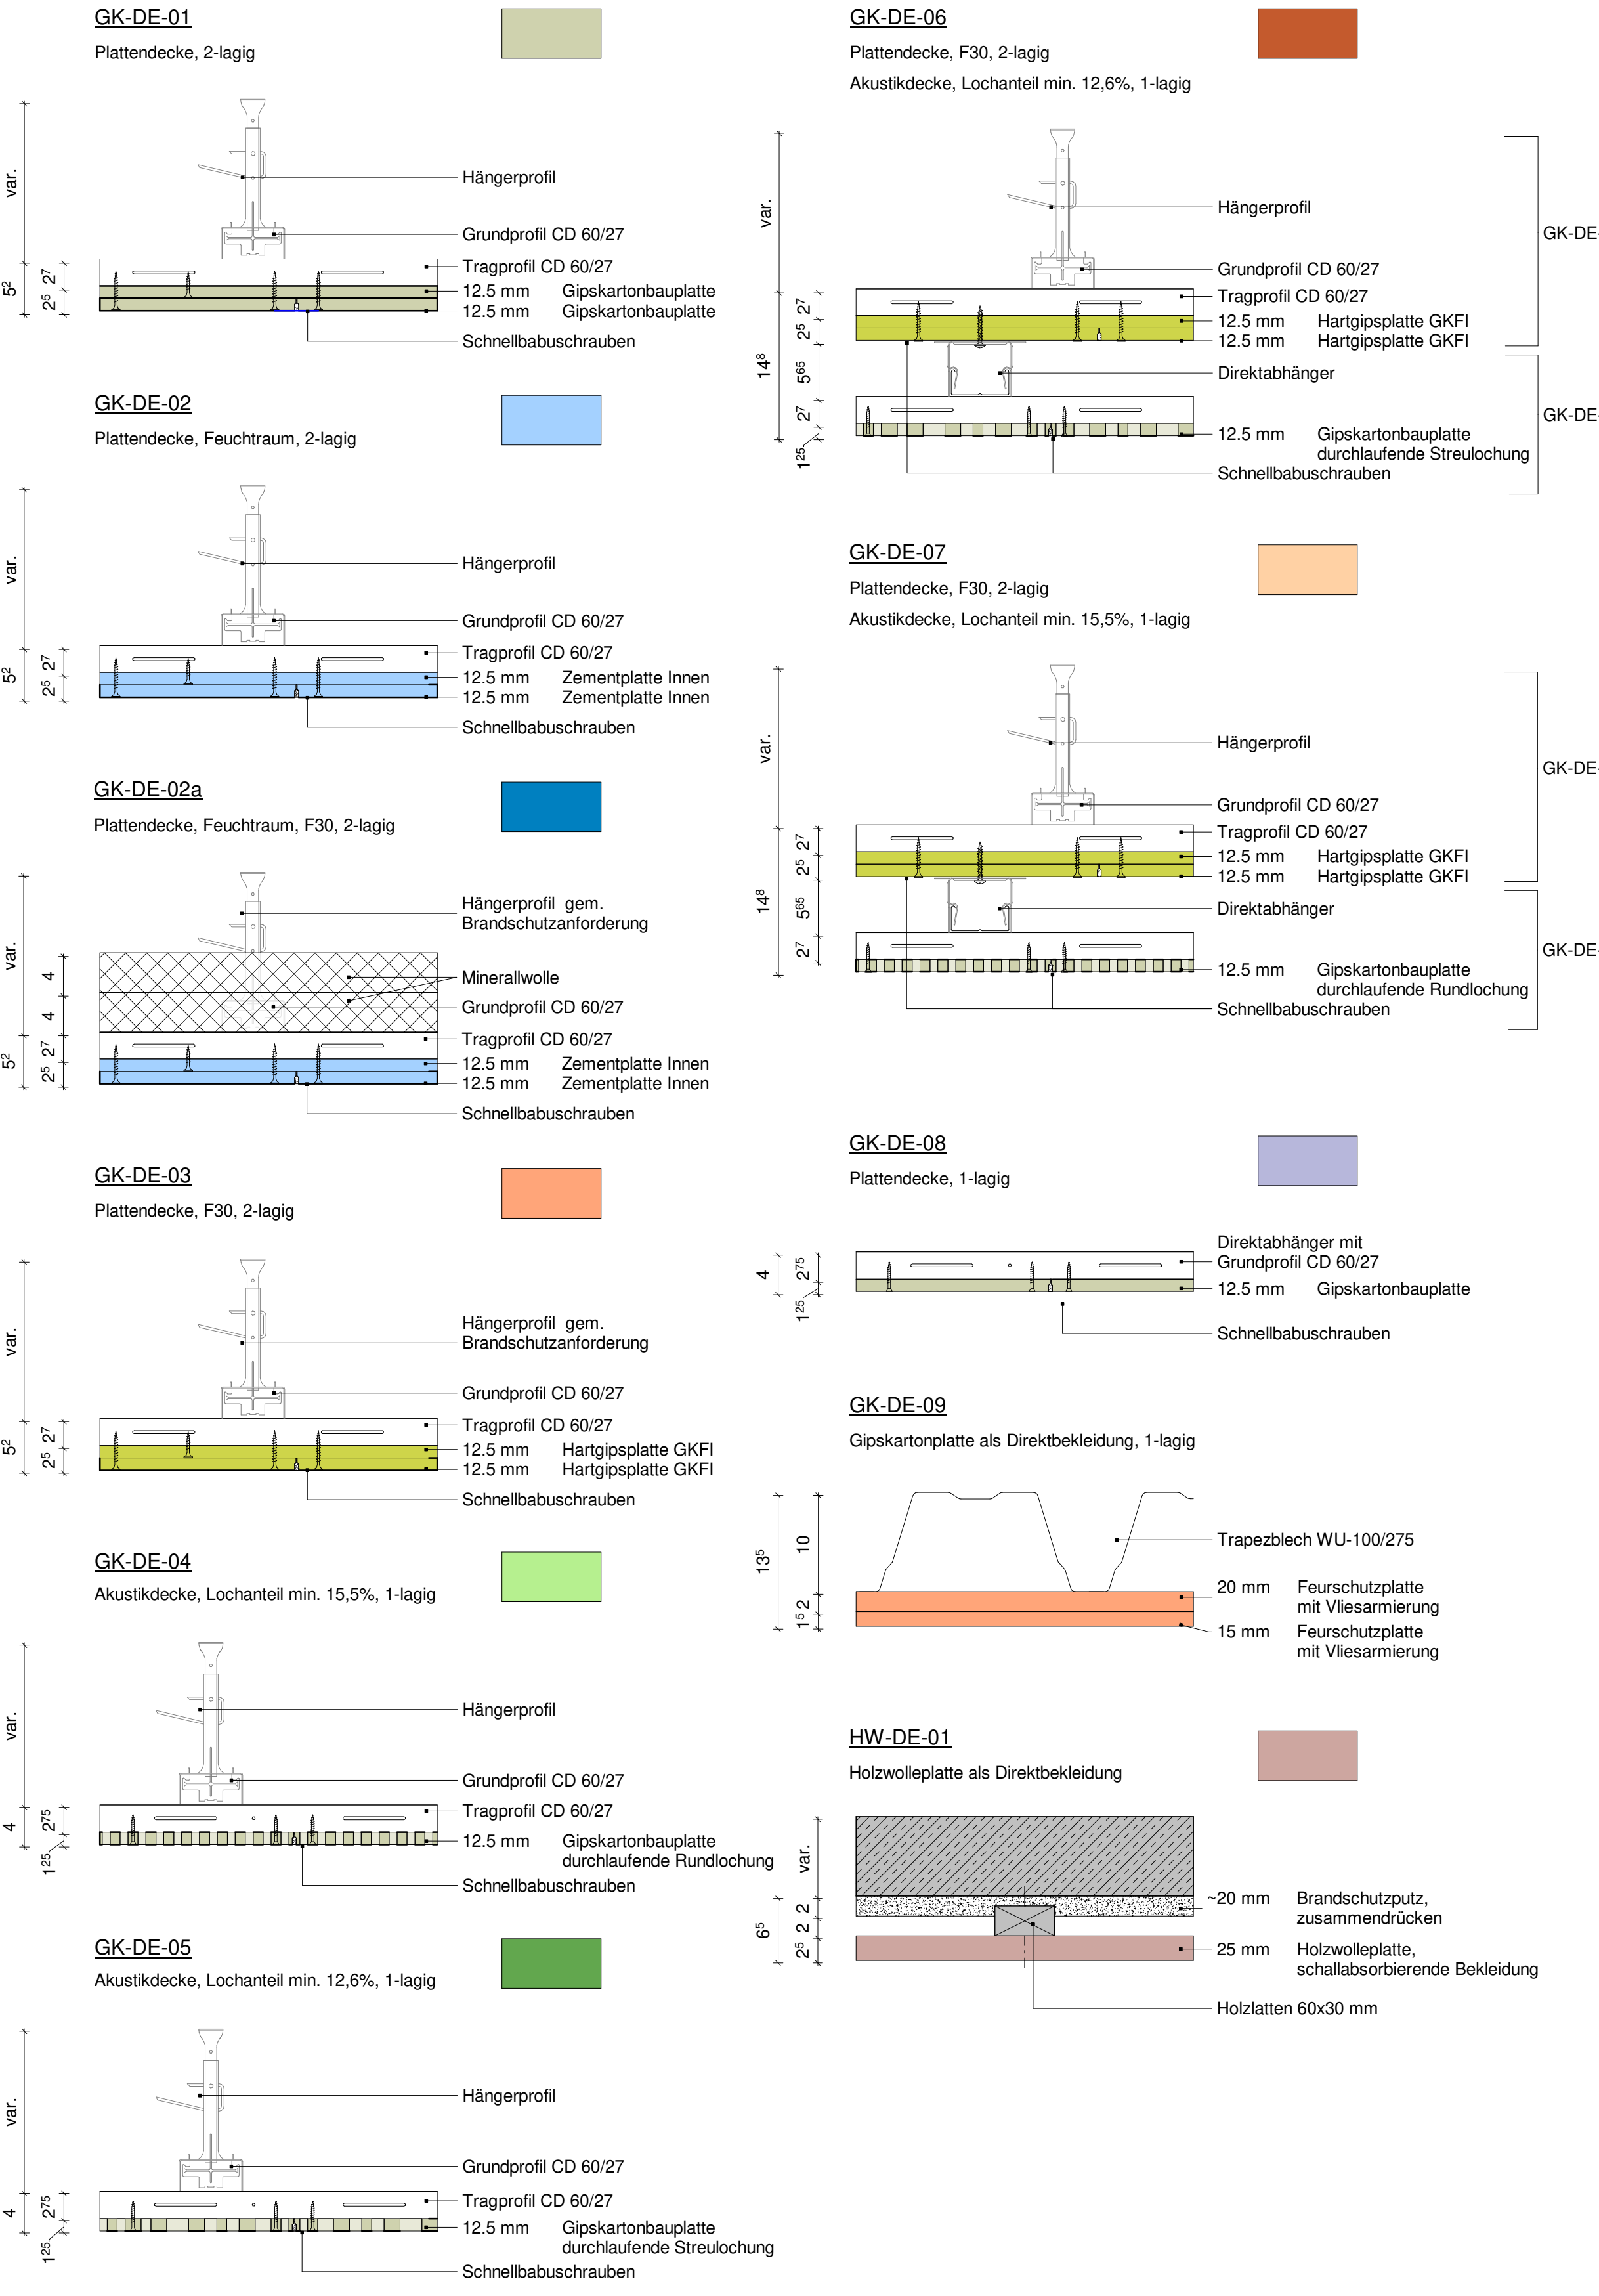 GK-DE-01
Plattendecke, 2-lagig
var.
5²
2⁷
2⁵
Hängerprofil
Grundprofil CD 60/27
Tragprofil CD 60/27
12.5 mm Gipskartonbauplatte
12.5 mm Gipskartonbauplatte
Schnellbabuschrauben
GK-DE-02
Plattendecke, Feuchtraum, 2-lagig
var.
5²
2⁷
2⁵
Hängerprofil
Grundprofil CD 60/27
Tragprofil CD 60/27
12.5 mm Zementplatte Innen
12.5 mm Zementplatte Innen
Schnellbabuschrauben
GK-DE-02a
Plattendecke, Feuchtraum, F30, 2-lagig
var.
4
4
5²
2⁷
2⁵
Hängerprofil gem.
Brandschutzanforderung
Minerallwolle
Grundprofil CD 60/27
Tragprofil CD 60/27
12.5 mm Zementplatte Innen
12.5 mm Zementplatte Innen
Schnellbabuschrauben
GK-DE-03
Plattendecke, F30, 2-lagig
var.
5²
2⁷
2⁵
Hängerprofil gem.
Brandschutzanforderung
Grundprofil CD 60/27
Tragprofil CD 60/27
12.5 mm Hartgipsplatte GKFI
12.5 mm Hartgipsplatte GKFI
Schnellbabuschrauben
GK-DE-04
Akustikdecke, Lochanteil min. 15,5%, 1-lagig
var.
4
2⁷⁵
1²⁵
Hängerprofil
Grundprofil CD 60/27
Tragprofil CD 60/27
12.5 mm Gipskartonbauplatte
durchlaufende Rundlochung
Schnellbabuschrauben
GK-DE-05
Akustikdecke, Lochanteil min. 12,6%, 1-lagig
var.
4
2⁷⁵
1²⁵
Hängerprofil
Grundprofil CD 60/27
Tragprofil CD 60/27
12.5 mm Gipskartonbauplatte
durchlaufende Streulochung
Schnellbabuschrauben
GK-DE-06
Plattendecke, F30, 2-lagig
Akustikdecke, Lochanteil min. 12,6%, 1-lagig
var.
14⁸
2⁷
2⁵
5⁶⁵
2⁷
1²⁵
Hängerprofil
Grundprofil CD 60/27
Tragprofil CD 60/27
12.5 mm Hartgipsplatte GKFI
12.5 mm Hartgipsplatte GKFI
Direktabhänger
12.5 mm Gipskartonbauplatte
durchlaufende Streulochung
Schnellbabuschrauben
GK-DE-
GK-DE-
GK-DE-07
Plattendecke, F30, 2-lagig
Akustikdecke, Lochanteil min. 15,5%, 1-lagig
var.
14⁸
2⁷
2⁵
5⁶⁵
2⁷
Hängerprofil
Grundprofil CD 60/27
Tragprofil CD 60/27
12.5 mm Hartgipsplatte GKFI
12.5 mm Hartgipsplatte GKFI
Direktabhänger
12.5 mm Gipskartonbauplatte
durchlaufende Rundlochung
Schnellbabuschrauben
GK-DE-
GK-DE-
GK-DE-08
Plattendecke, 1-lagig
4
2⁷⁵
1²⁵
Direktabhänger mit
Grundprofil CD 60/27
12.5 mm Gipskartonbauplatte
Schnellbabuschrauben
GK-DE-09
Gipskartonplatte als Direktbekleidung, 1-lagig
13⁵
10
2
1⁵
Trapezblech WU-100/275
20 mm Feurschutzplatte
mit Vliesarmierung
15 mm Feurschutzplatte
mit Vliesarmierung
HW-DE-01
Holzwolleplatte als Direktbekleidung
var.
6⁵
2
2
2⁵
~20 mm Brandschutzputz,
zusammendrücken
25 mm Holzwolleplatte,
schallabsorbierende Bekleidung
Holzlatten 60x30 mm